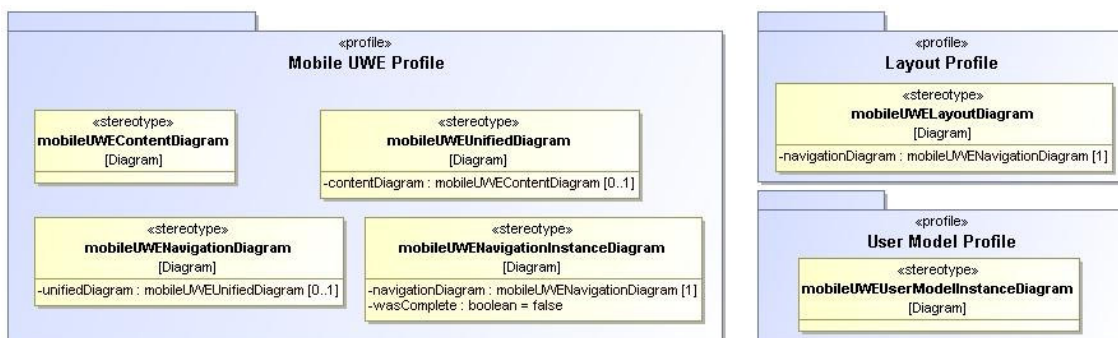 «profile»
Mobile UWE Profile
«stereotype»
mobileUWEContentDiagram
[Diagram]
«stereotype»
mobileUWEUnifiedDiagram
[Diagram]
-contentDiagram : mobileUWEContentDiagram [0..1]
«stereotype»
mobileUWENavigationDiagram
[Diagram]
-unifiedDiagram : mobileUWEUnifiedDiagram [0..1]
«stereotype»
mobileUWENavigationInstanceDiagram
[Diagram]
-navigationDiagram : mobileUWENavigationDiagram [1]
-wasComplete : boolean = false
«profile»
Layout Profile
«stereotype»
mobileUWELayoutDiagram
[Diagram]
-navigationDiagram : mobileUWENavigationDiagram [1]
«profile»
User Model Profile
«stereotype»
mobileUWEUserModelInstanceDiagram
[Diagram]